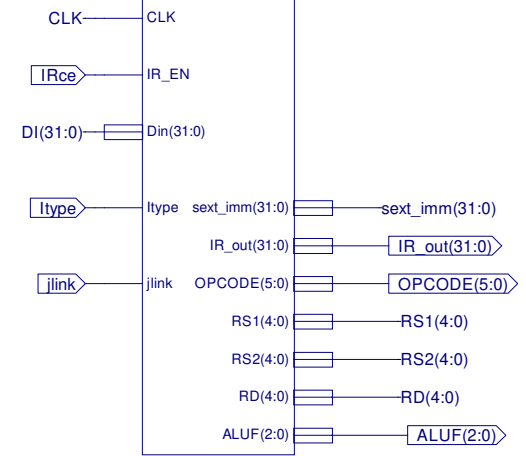 CLK CLK
IRce IR_EN
DI(31:0) Din(31:0)
Itype Itype sext_imm(31:0) sext_imm(31:0)
IR_out(31:0) IR_out(31:0)
jlink jlink OPCODE(5:0) OPCODE(5:0)
RS1(4:0) RS1(4:0)
RS2(4:0) RS2(4:0)
RD(4:0) RD(4:0)
ALUF(2:0) ALUF(2:0)